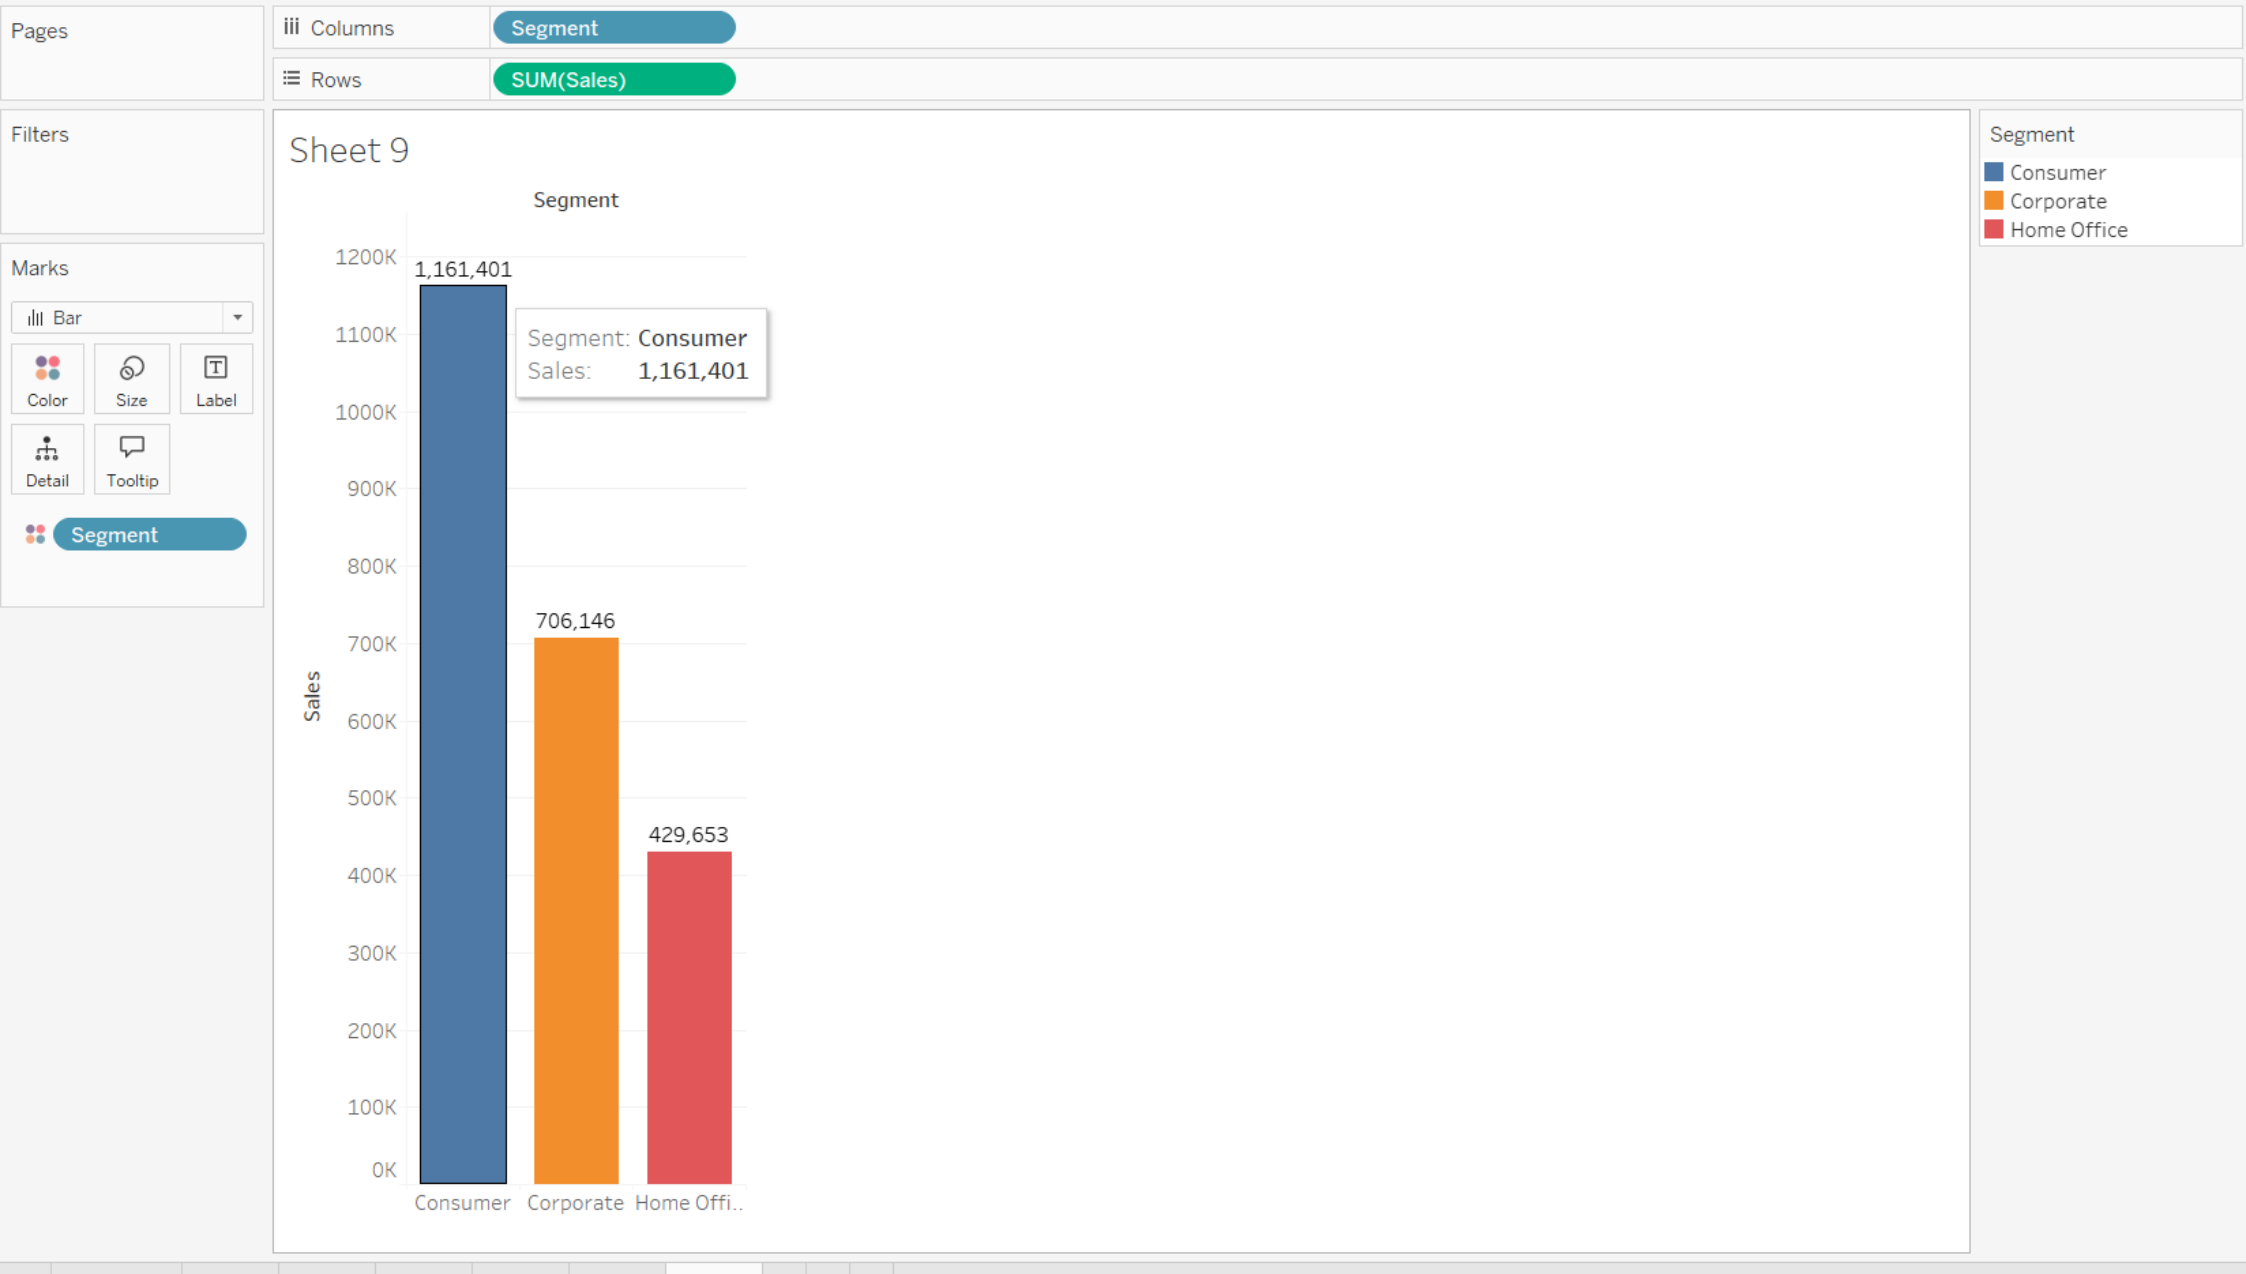 Pages
Columns
Segment
Rows
SUM(Sales)
Filters
Marks
Bar
Color
Size
Label
Detail
Tooltip
Segment
Sheet 9
Segment
1200K
1100K
1000K
900K
800K
700K
600K
500K
400K
300K
200K
100K
0K
Sales
1,161,401
706,146
429,653
Segment: Consumer
Sales: 1,161,401
Consumer
Corporate
Home Offi..
Segment
Consumer
Corporate
Home Office